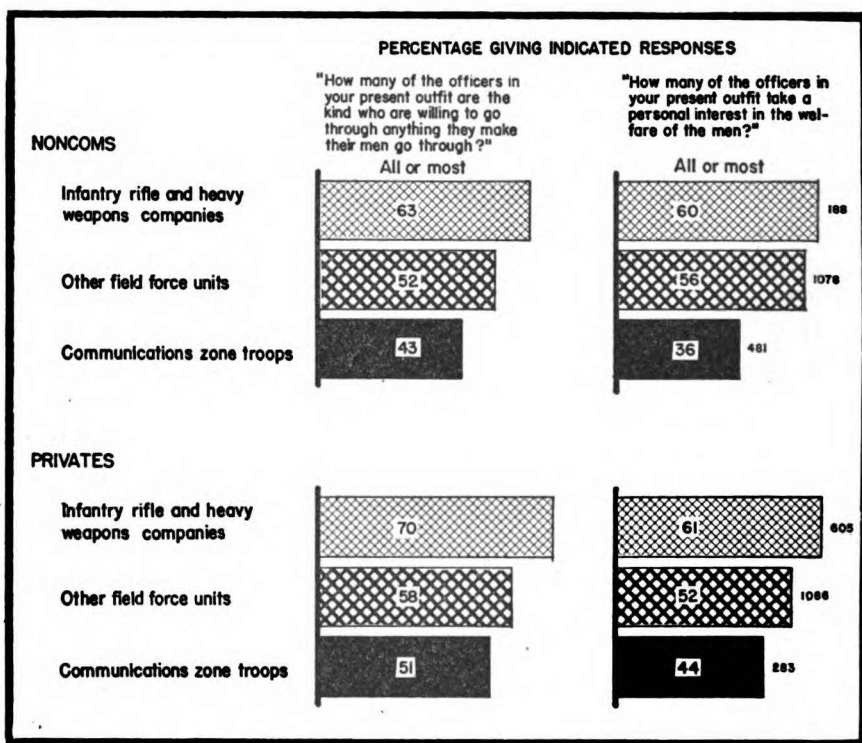 PERCENTAGE GIVING INDICATED RESPONSES
"How many of the officers in
your present outfit are the
kind who are willing to go
through anything they make
their men go through?"
"How many of the officers in
your present outfit take a
personal interest in the wel-
fare of the men?"
NONCOMS
All or most
All or most
Infantry rifle and heavy
weapons companies
63
60
188
Other field force units
52
56
1076
Communications zone troops
43
36
481
PRIVATES
Infantry rifle and heavy
weapons companies
70
61
605
Other field force units
58
52
1066
Communications zone troops
51
44
283